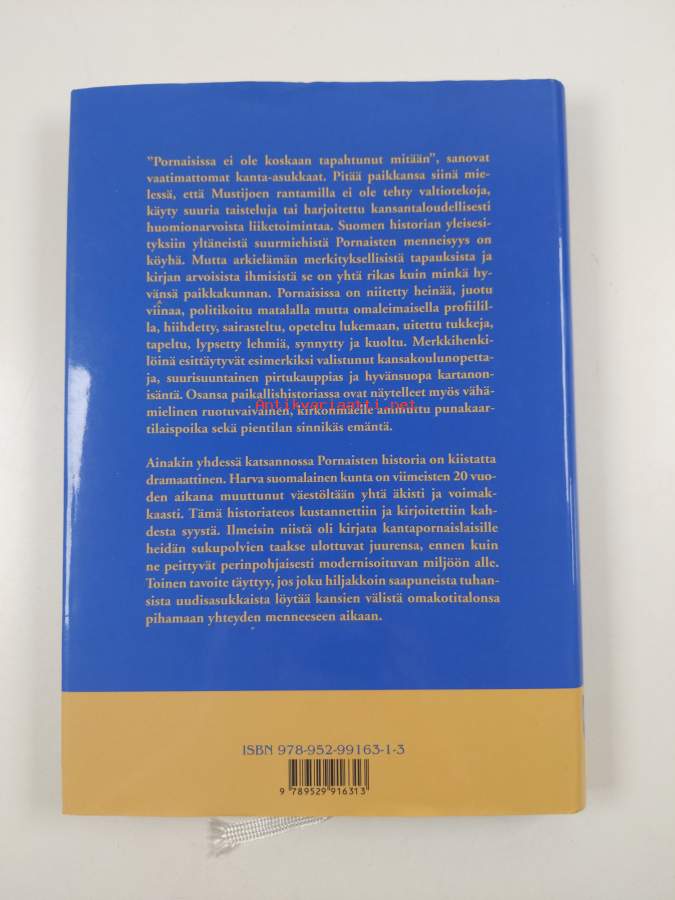 "Pornaisissa ei ole koskaan tapahtunut mitään", sanovat
vaatimattomat kanta-asukkaat. Pitää paikkansa siinä mie-
lessä, että Mustijoen rantamilla ei ole tehty valtiotekoja,
käyty suuria taisteluja tai harjoitettu kansantaloudellisesti
huomionarvoista liiketoimintaa. Suomen historian yleisesi-
tyksiin yltäneistä suurmiehistä Pornaisten menneisyys on
köyhä. Mutta arkielämän merkityksellisistä tapauksista ja
kirjan arvoisista ihmisistä se on yhtä rikas kuin minkä hy-
vänsä paikkakunnan. Pornaisissa on niitetty heinää, juotu
viinaa, politikoitu matalalla mutta omaleimaisella profiilil-
la, hiihdetty, sairasteltu, opeteltu lukemaan, uitettu tukkeja,
tapeltu, lypsetty lehmiä, synnytty ja kuoltu. Merkkihenki-
löinä esittäytyvät esimerkiksi valistunut kansakoulunopetta-
ja, suurisuuntainen pirtukauppias ja hyvänsuopa kartanon-
isäntä. Osansa paikallishistoriassa ovat näytelleet myös vähä-
mielinen ruotuvaivainen, kirkonmäelle ammuttu punakaar-
Antikvariaatti.net
tilaispoika sekä pientilan sinnikäs emäntä.
Ainakin yhdessä katsannossa Pornaisten historia on kiistatta
dramaattinen. Harva suomalainen kunta on viimeisten 20 vuo-
den aikana muuttunut väestöltään yhtä äkisti ja voimak-
kaasti. Tämä historiateos kustannettiin ja kirjoitettiin kah-
desta syystä. Ilmeisin niistä oli kirjata kantapornaislaisille
heidän sukupolvien taakse ulottuvat juurensa, ennen kuin
ne peittyvät perinpohjaisesti modernisoituvan miljöön alle.
Toinen tavoite täyttyy, jos joku hiljakkoin saapuneista tuhan-
sista uudisasukkaista löytää kansien välistä omakotitalonsa
pihamaan yhteyden menneeseen aikaan.
ISBN 978-952-99163-1-3
9 789529 916313